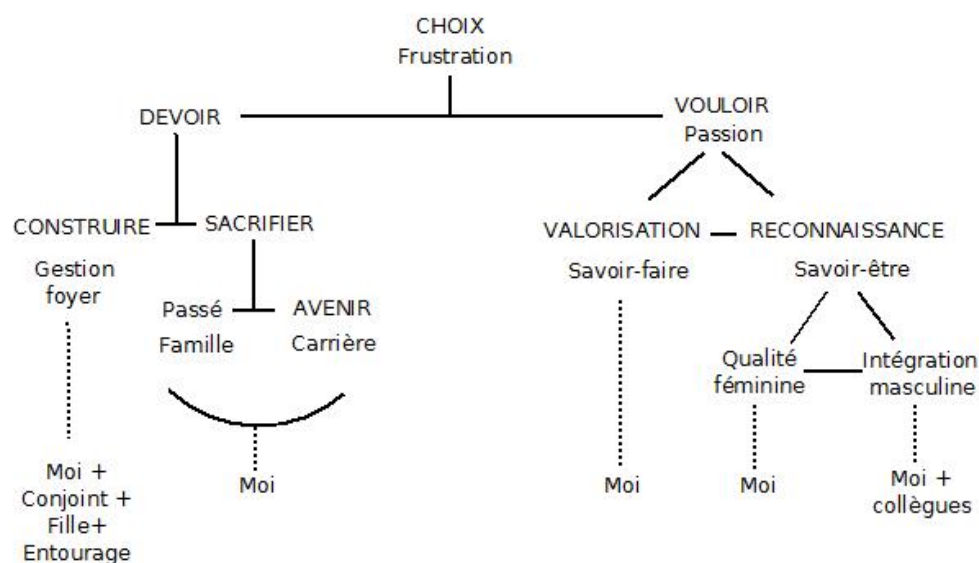 CHOIX
Frustration
DEVOIR
VOULOIR
Passion
CONSTRUIRE
SACRIFIER
Gestion
foyer
Passé
Famille
AVENIR
Carrière
Moi +
Conjoint +
Fille+
Entourage
Moi
VALORISATION
Savoir-faire
RECONNAISSANCE
Savoir-être
Qualité
féminine
Intégration
masculine
Moi
Moi
Moi +
collègues